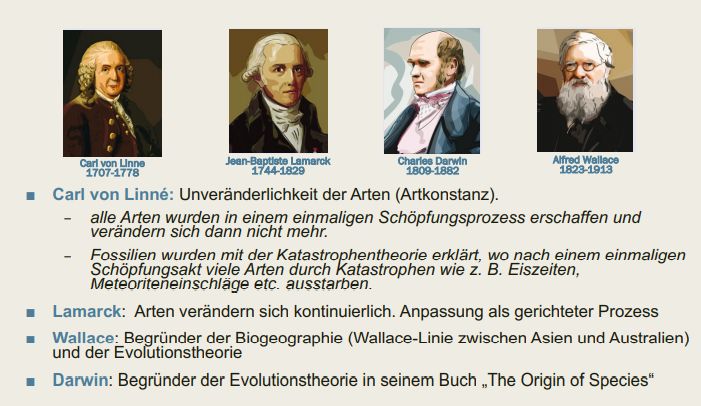 Carl von Linne
1707-1778
Jean-Baptiste Lamarck
1744-1829
Charles Darwin
1809-1882
Alfred Wallace
1823-1913
■ Carl von Linné: Unveränderlichkeit der Arten (Artkonstanz).
– alle Arten wurden in einem einmaligen Schöpfungsprozess erschaffen und
verändern sich dann nicht mehr.
– Fossilien wurden mit der Katastrophentheorie erklärt, wo nach einem einmaligen
Schöpfungsakt viele Arten durch Katastrophen wie z. B. Eiszeiten,
Meteoriteneinschläge etc. ausstarben.
■ Lamarck: Arten verändern sich kontinuierlich. Anpassung als gerichteter Prozess
■ Wallace: Begründer der Biogeographie (Wallace-Linie zwischen Asien und Australien)
und der Evolutionstheorie
■ Darwin: Begründer der Evolutionstheorie in seinem Buch „The Origin of Species“